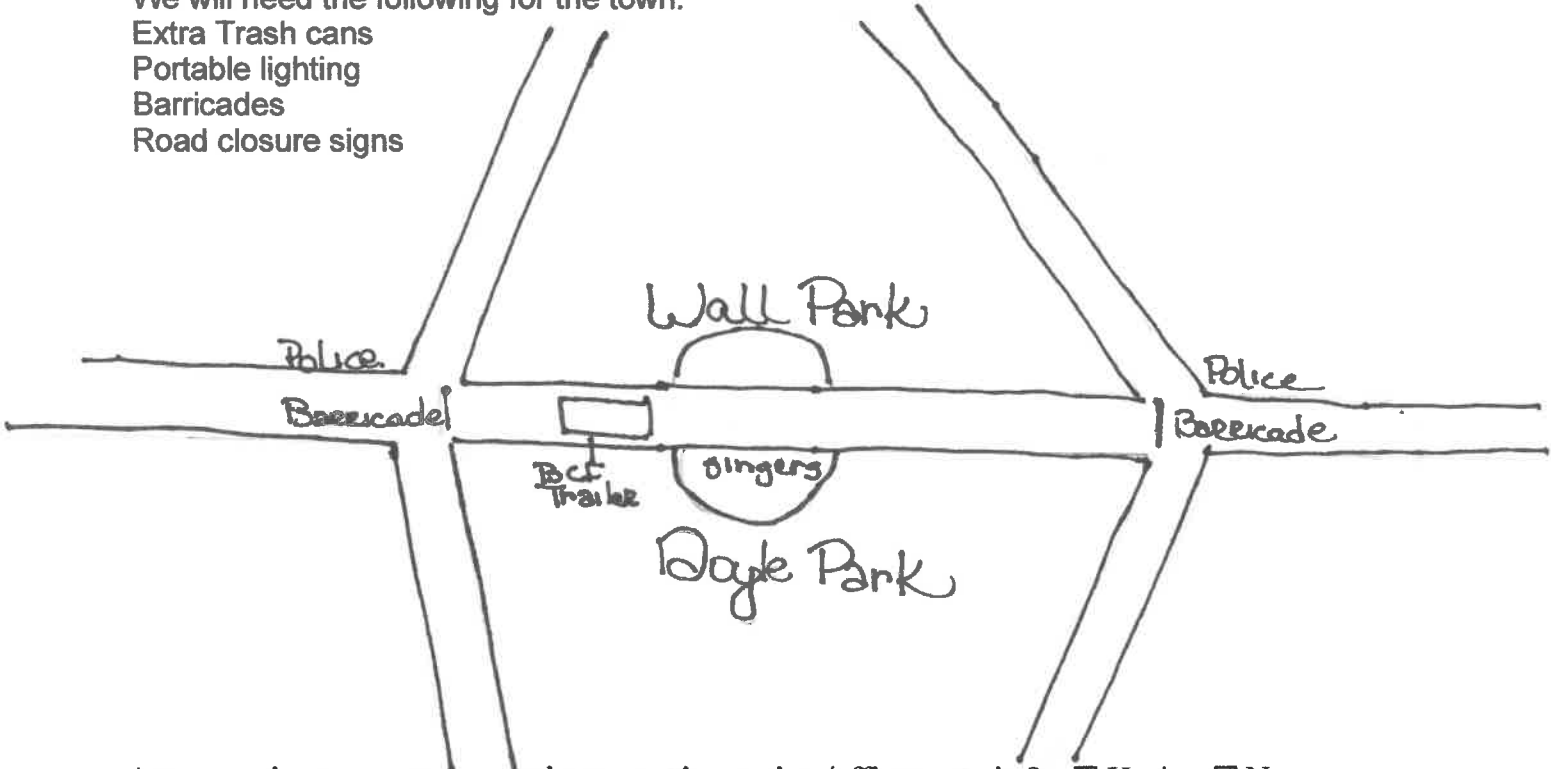 We will need the following for the town:
Extra Trash cans
Portable lighting
Barricades
Road closure signs
Wall Park
Police
Police
Barricade
Barricade
Singers
BCF
Trailer
Doyle Park